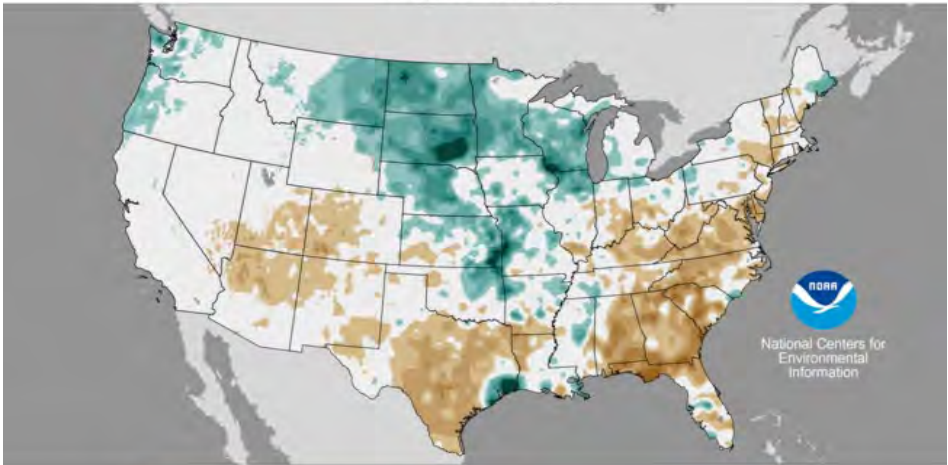 NOAA
National Centers for
Environmental
Information